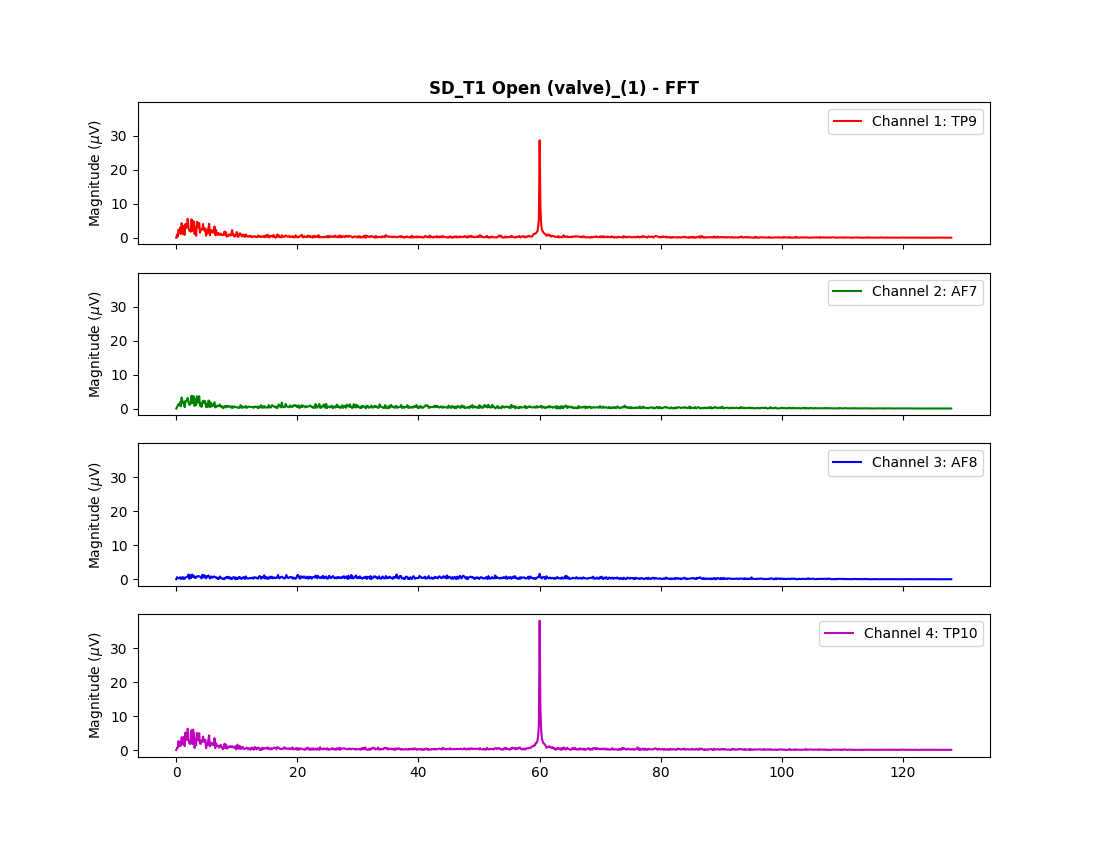 SD_T1 Open (valve)_(1) - FFT
Magnitude (μV)
30
20
10
0
Channel 1: TP9
Magnitude (μV)
30
20
10
0
Channel 2: AF7
Magnitude (μV)
30
20
10
0
Channel 3: AF8
Magnitude (μV)
30
20
10
0
Channel 4: TP10
0 20 40 60 80 100 120